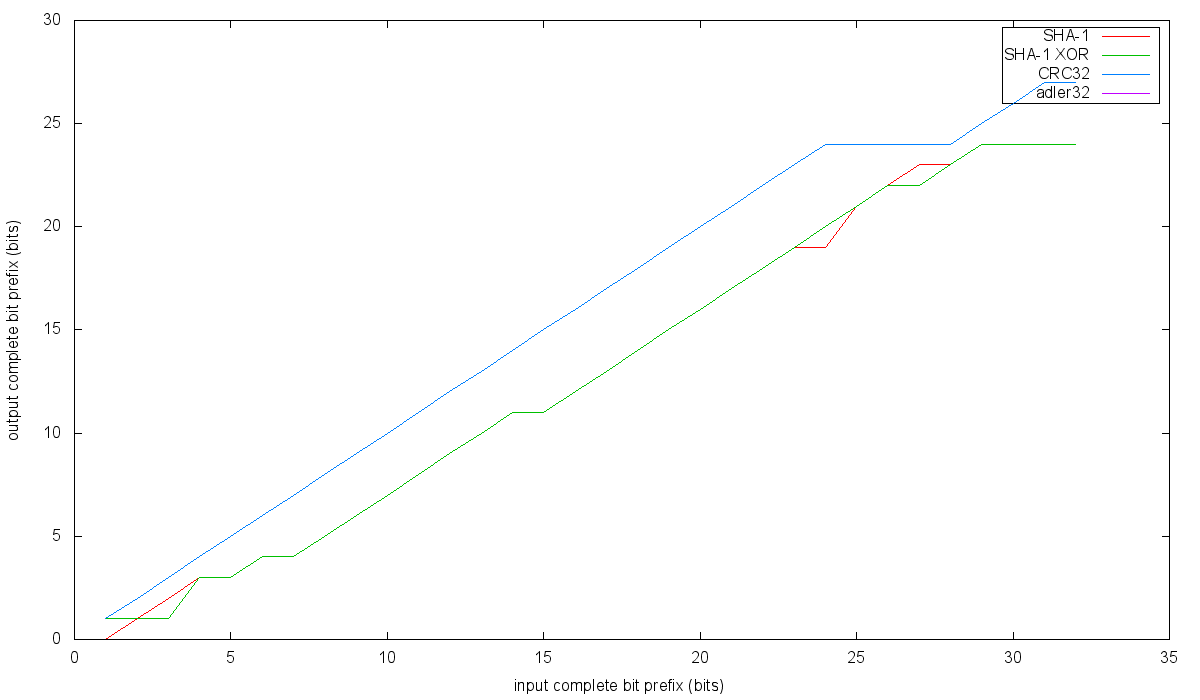 30
25
20
15
10
5
0
output complete bit prefix (bits)
SHA-1
SHA-1 XOR
CRC32
adler32
0 5 10 15 20 25 30 35
input complete bit prefix (bits)